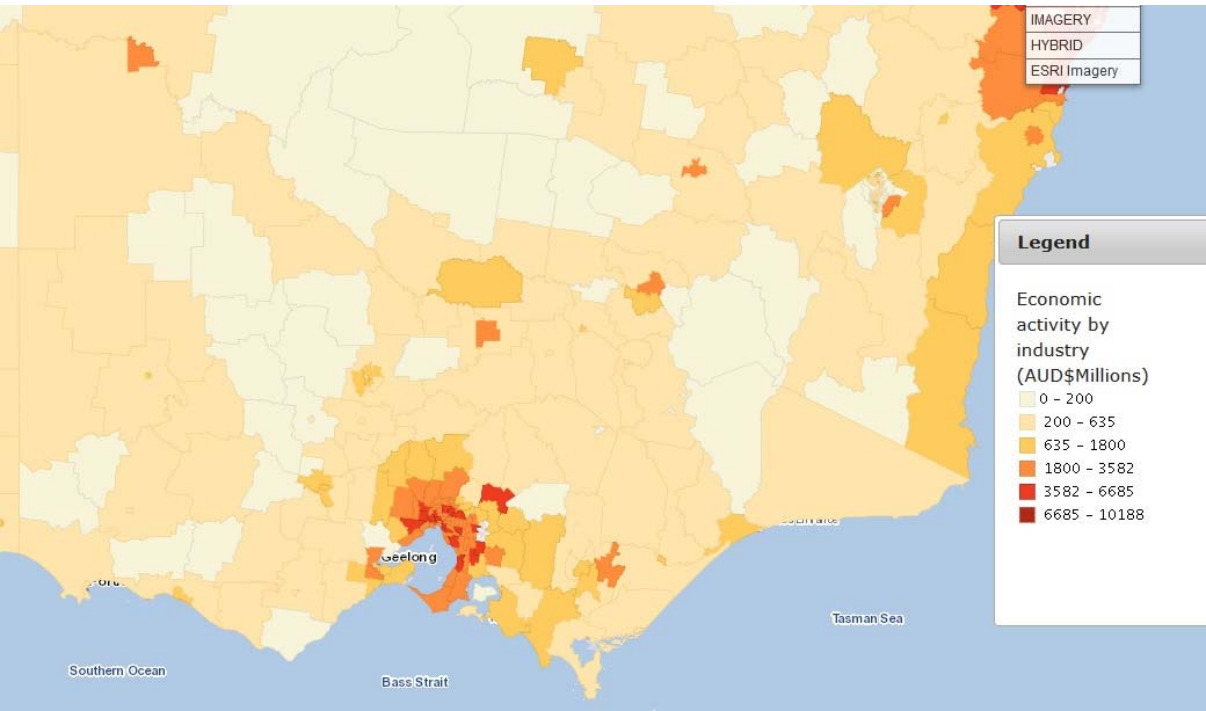 IMAGERY
HYBRID
ESRI Imagery
Legend
Economic
activity by
industry
(AUD$Millions)
0 – 200
200 – 635
635 – 1800
1800 – 3582
3582 – 6685
6685 – 10188
Geelong
Tasman Sea
Southern Ocean
Bass Strait